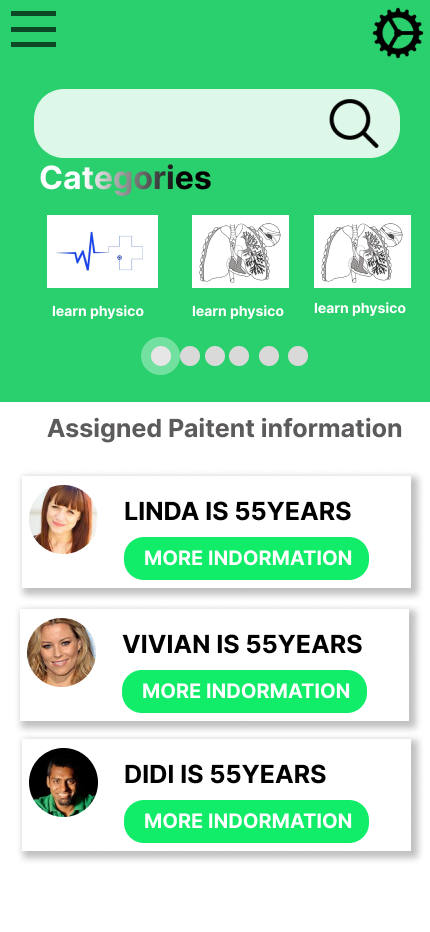 Categories
learn physico
learn physico
learn physico
Assigned Paitent information
LINDA IS 55YEARS
MORE INDORMATION
VIVIAN IS 55YEARS
MORE INDORMATION
DIDI IS 55YEARS
MORE INDORMATION